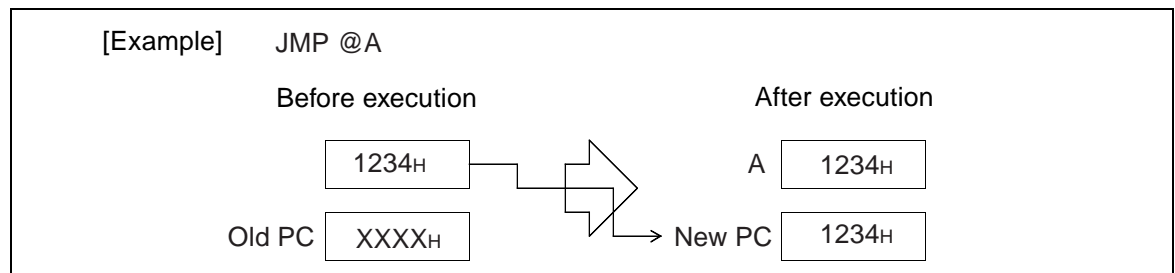 [Example] JMP @A
Before execution After execution
1234H A 1234H
Old PC XXXXH New PC 1234H